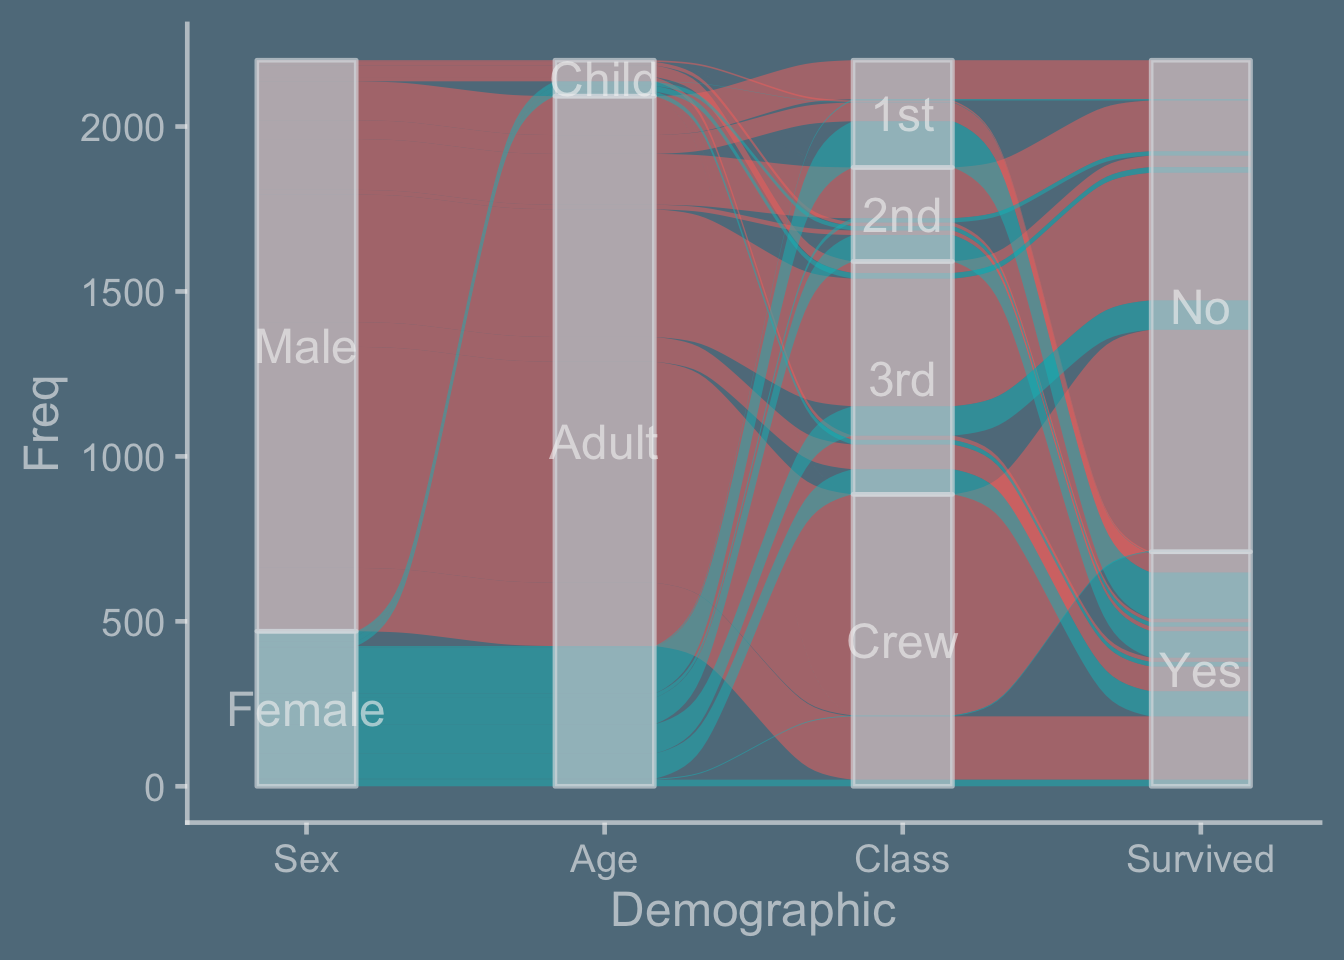 Freq
2000
1500
1000
500
0
Male
Female
Child
Adult
1st
2nd
3rd
Crew
No
Yes
Sex
Age
Class
Survived
Demographic